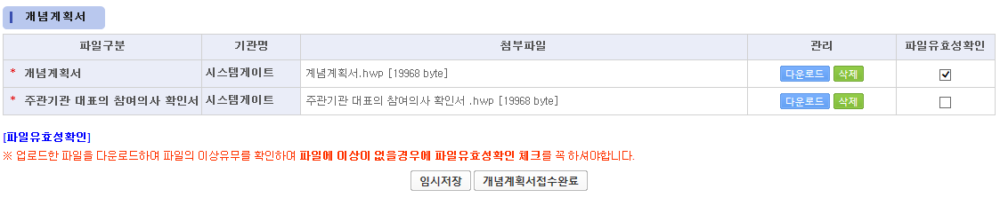 개념계획서
파일구분 기관명 첨부파일 관리 파일유효성확인
* 개념계획서 시스템게이트 계념계획서.hwp [19968 byte] 다운로드 삭제
* 주관기관 대표의 참여의사 확인서 시스템게이트 주관기관 대표의 참여의사 확인서 .hwp [19968 byte] 다운로드 삭제
[파일유효성확인]
※ 업로드한 파일을 다운로드하여 파일의 이상유무를 확인하여 파일에 이상이 없을경우에 파일유효성확인 체크를 꼭 하셔야합니다.
임시저장 개념계획서접수완료